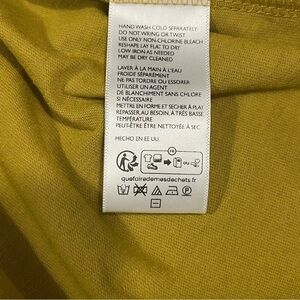 HAND WASH COLD SEPARATELY
DO NOT WRING OR TWIST
USE ONLY NON-CHLORINE BLEACH
RESHAPE LAY FLAT TO DRY
LOW IRON AS NEEDED
MAY BE DRY CLEANED
LAVER À LA MAIN À L'EAU
FROIDE SÉPARÉMENT
NE PAS TORDRE OU ESSORER
UTILISER UN AGENT
DE BLANCHIMENT SANS CHLORE
SI NÉCESSAIRE
METTRE EN FORME ET SÉCHER À PLAT
REPASSER, AU BESOIN, À TRÈS BASSE
TEMPÉRATURE
PEUT-ÊTRE ÊTRE NETTOYÉE À SEC
HECHO EN EE UU.
FR
OU
quefairedemesdechets.fr